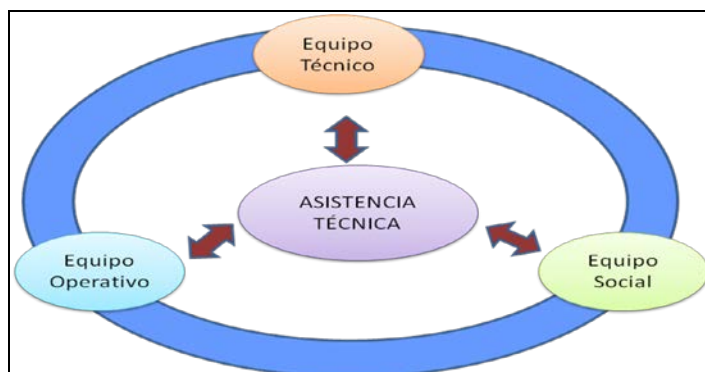 Equipo
Técnico
ASISTENCIA
TÉCNICA
Equipo
Operativo
Equipo
Social